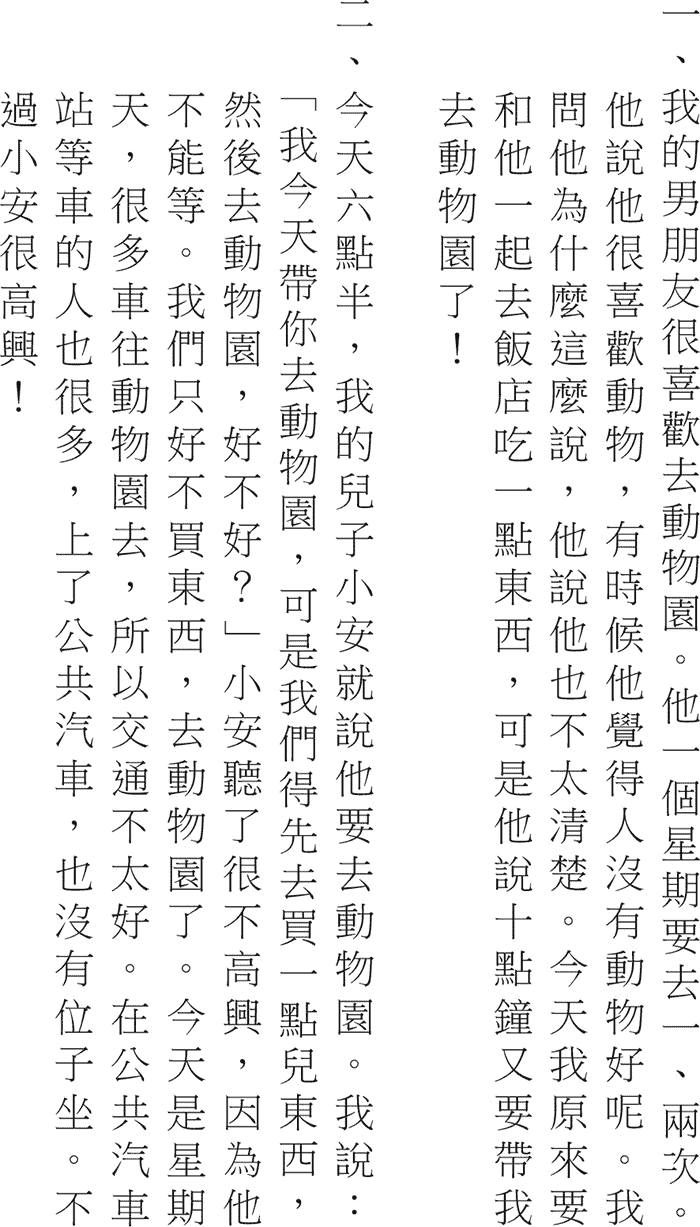 一、我的男朋友很喜歡去動物園。他一個星期要去一、兩次。
他說他很喜歡動物，有時候他覺得人沒有動物好呢。我
問他為什麼這麼說，他說他也不太清楚。今天我原來要
和他一起去飯店吃一點東西，可是他說十點鐘又要帶我
去動物園了！
二、今天六點半，我的兒子小安就說他要去動物園。我說：
「我今天帶你去動物園，可是我們得先去買一點兒東西，
然後去動物園，好不好？」小安聽了很不高興，因為他
不能等。我們只好不買東西，去動物園了。今天是星期
天，很多車往動物園去，所以交通不太好。在公共汽車
站等車的人也很多，上了公共汽車，也沒有位子坐。不
過小安很高興！